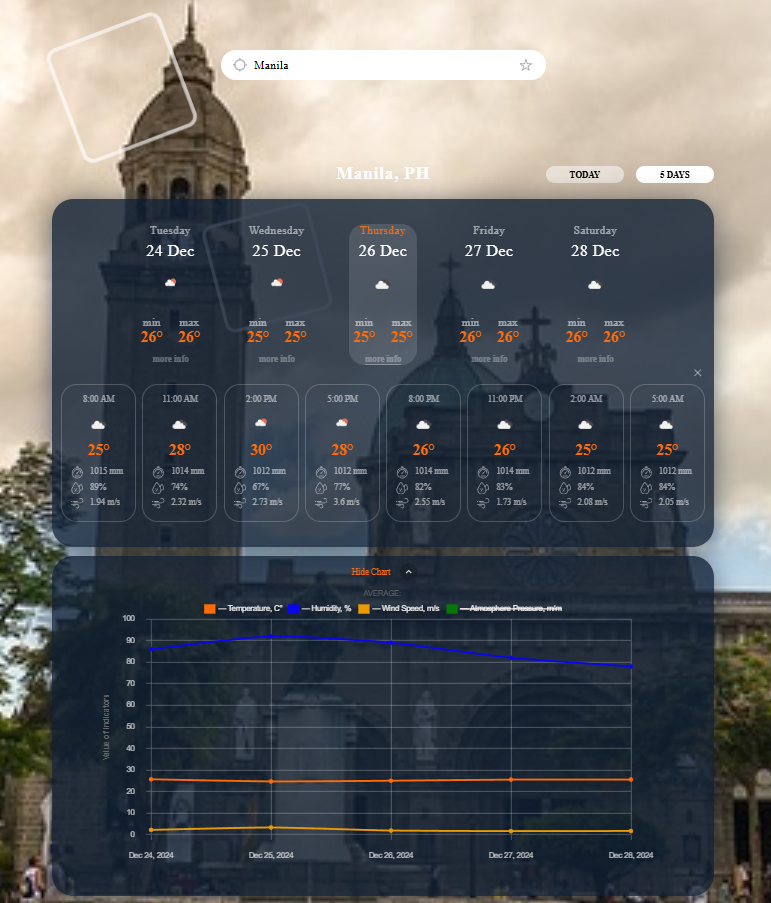 Manila
Manila, PH
TODAY 5 DAYS
Tuesday Wednesday Thursday Friday Saturday
24 Dec 25 Dec 26 Dec 27 Dec 28 Dec
min max min max min max min max min max
26° 26° 25° 25° 25° 25° 26° 26° 26° 26°
more info more info more info more info more info
8:00 AM 11:00 AM 2:00 PM 5:00 PM 8:00 PM 11:00 PM 2:00 AM 5:00 AM
25° 28° 30° 28° 26° 26° 25° 25°
1015 mm 1014 mm 1012 mm 1012 mm 1014 mm 1014 mm 1012 mm 1012 mm
89% 74% 67% 77% 82% 83% 84% 84%
1.94 m/s 2.32 m/s 2.73 m/s 3.6 m/s 2.55 m/s 1.73 m/s 2.08 m/s 2.05 m/s
Hide Chart
AVERAGE:
— Temperature, C° — Humidity, % — Wind Speed, m/s — Atmosphere Pressure, m/m
100
90
80
70
60
50
40
30
20
10
0
Value of Indicators
Dec 24, 2024 Dec 25, 2024 Dec 26, 2024 Dec 27, 2024 Dec 28, 2024